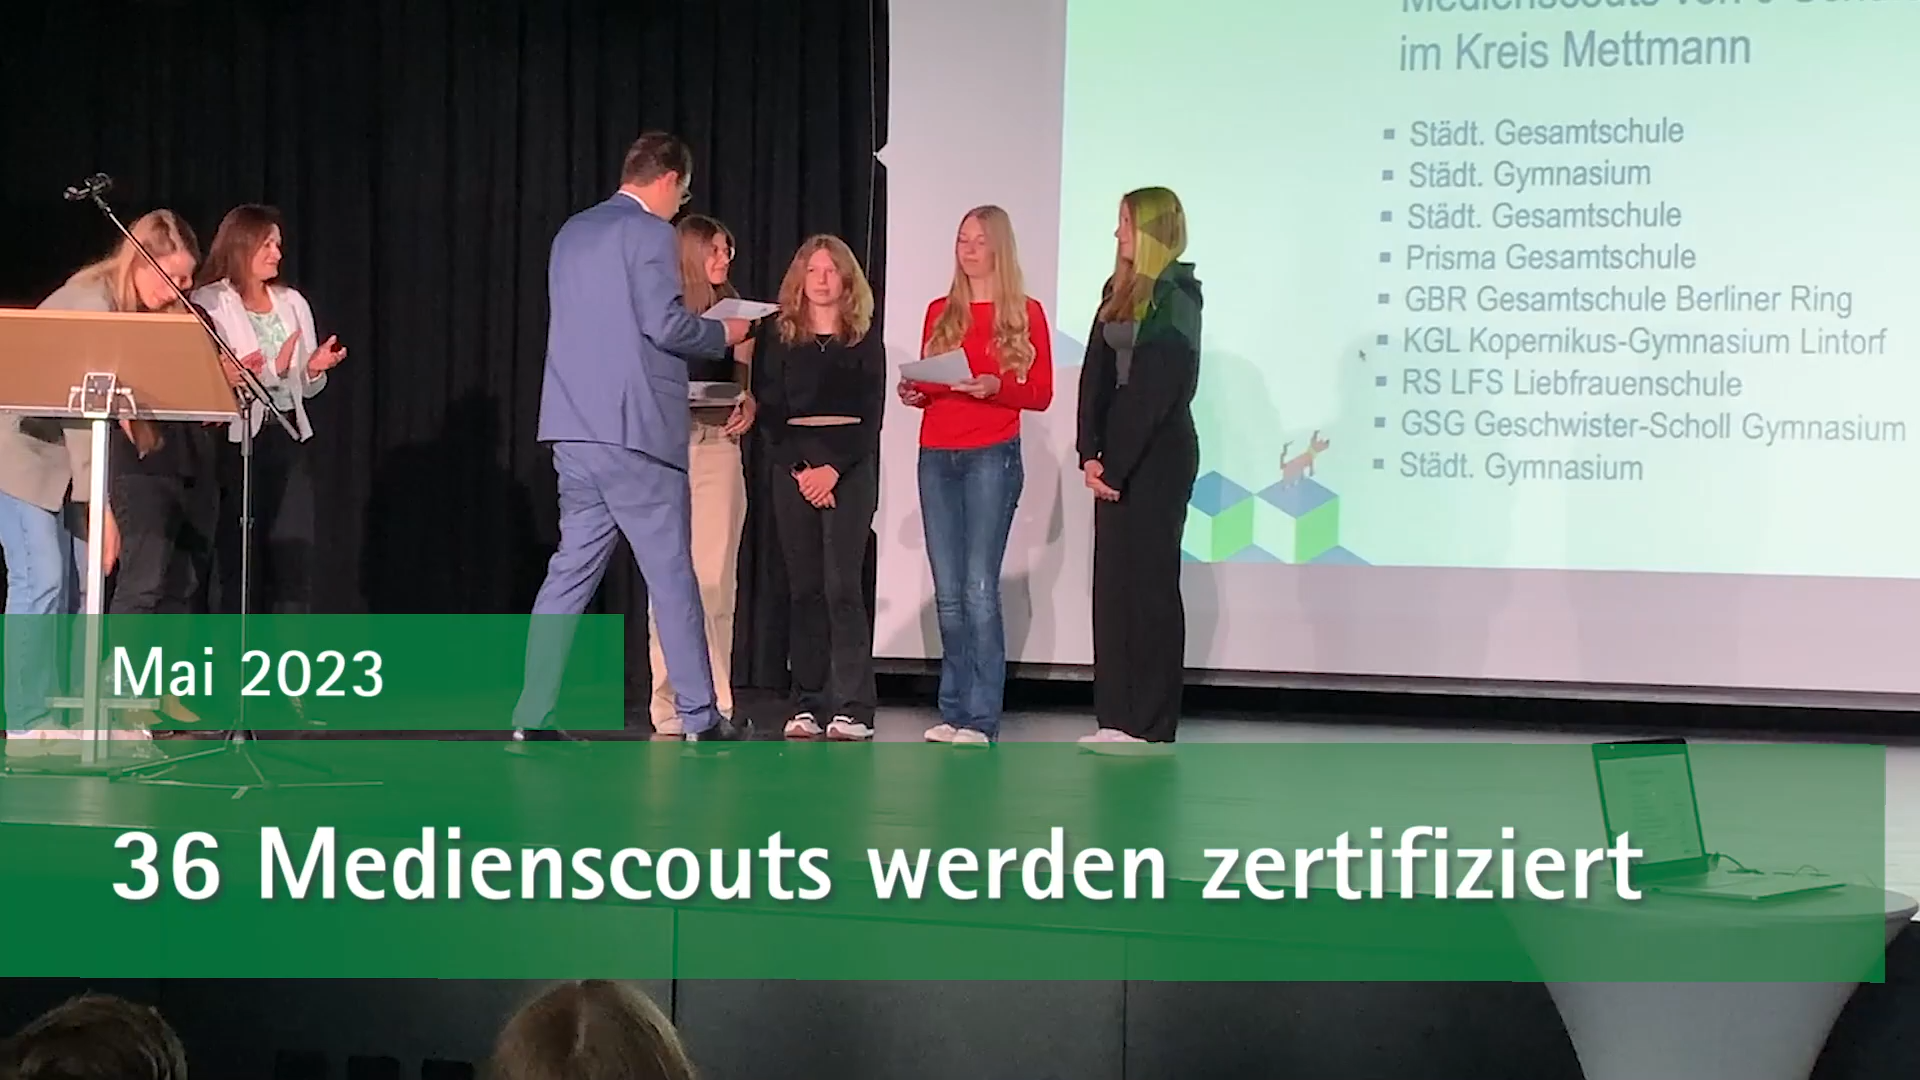 im Kreis Mettmann
▪ Städt. Gesamtschule
▪ Städt. Gymnasium
▪ Städt. Gesamtschule
▪ Prisma Gesamtschule
▪ GBR Gesamtschule Berliner Ring
▪ KGL Kopernikus-Gymnasium Lintorf
▪ RS LFS Liebfrauenschule
▪ GSG Geschwister-Scholl Gymnasium
▪ Städt. Gymnasium
Mai 2023
36 Medienscouts werden zertifiziert